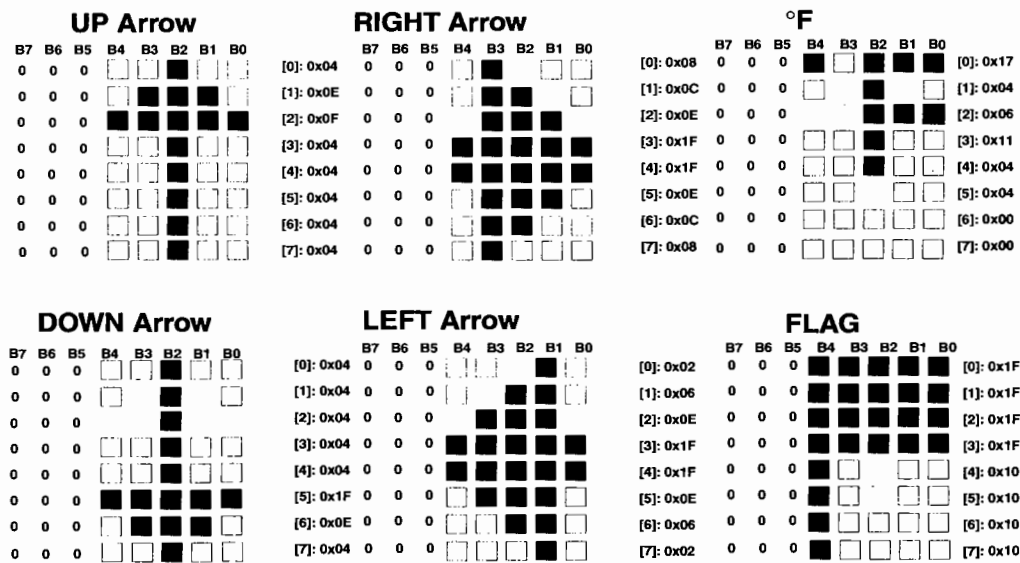 UP Arrow RIGHT Arrow °F
B7 B6 B5 B4 B3 B2 B1 B0 B7 B6 B5 B4 B3 B2 B1 B0 B7 B6 B5 B4 B3 B2 B1 B0
0 0 0 [0]: 0x04 0 0 0 [0]: 0x08 0 0 0 [0]: 0x17
0 0 0 [1]: 0x0E 0 0 0 [1]: 0x0C 0 0 0 [1]: 0x04
0 0 0 [2]: 0x0F 0 0 0 [2]: 0x0E 0 0 0 [2]: 0x06
0 0 0 [3]: 0x04 0 0 0 [3]: 0x1F 0 0 0 [3]: 0x11
0 0 0 [4]: 0x04 0 0 0 [4]: 0x1F 0 0 0 [4]: 0x04
0 0 0 [5]: 0x04 0 0 0 [5]: 0x0E 0 0 0 [5]: 0x04
0 0 0 [6]: 0x04 0 0 0 [6]: 0x0C 0 0 0 [6]: 0x00
0 0 0 [7]: 0x04 0 0 0 [7]: 0x08 0 0 0 [7]: 0x00
DOWN Arrow LEFT Arrow FLAG
B7 B6 B5 B4 B3 B2 B1 B0 B7 B6 B5 B4 B3 B2 B1 B0 B7 B6 B5 B4 B3 B2 B1 B0
0 0 0 [0]: 0x04 0 0 0 [0]: 0x02 0 0 0 [0]: 0x1F
0 0 0 [1]: 0x04 0 0 0 [1]: 0x06 0 0 0 [1]: 0x1F
0 0 0 [2]: 0x04 0 0 0 [2]: 0x0E 0 0 0 [2]: 0x1F
0 0 0 [3]: 0x04 0 0 0 [3]: 0x1F 0 0 0 [3]: 0x1F
0 0 0 [4]: 0x04 0 0 0 [4]: 0x1F 0 0 0 [4]: 0x10
0 0 0 [5]: 0x1F 0 0 0 [5]: 0x0E 0 0 0 [5]: 0x10
0 0 0 [6]: 0x0E 0 0 0 [6]: 0x06 0 0 0 [6]: 0x10
0 0 0 [7]: 0x04 0 0 0 [7]: 0x02 0 0 0 [7]: 0x10